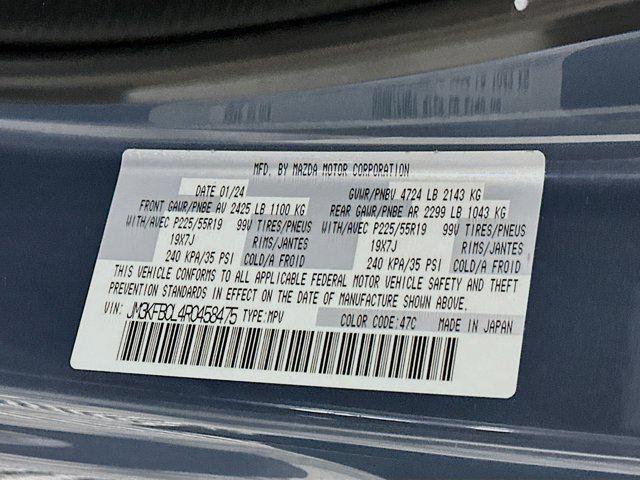 MFD. BY MAZDA MOTOR CORPORATION
DATE 01/24 GVWR/PNBV 4724 LB 2143 KG
FRONT GAWR/PNBE AV 2425 LB 1100 KG REAR GAWR/PNBE AR 2299 LB 1043 KG
WITH/AVEC P225/55R19 99V TIRES/PNEUS WITH/AVEC P225/55R19 99V TIRES/PNEUS
19X7J RIMS/JANTES 19X7J RIMS/JANTES
240 KPA/35 PSI COLD/A FROID 240 KPA/35 PSI COLD/A FROID
THIS VEHICLE CONFORMS TO ALL APPLICABLE FEDERAL MOTOR VEHICLE SAFETY AND THEFT
PREVENTION STANDARDS IN EFFECT ON THE DATE OF MANUFACTURE SHOWN ABOVE.
VIN: JM3KFBCL4R0458475 TYPE:MPV COLOR CODE:47C MADE IN JAPAN